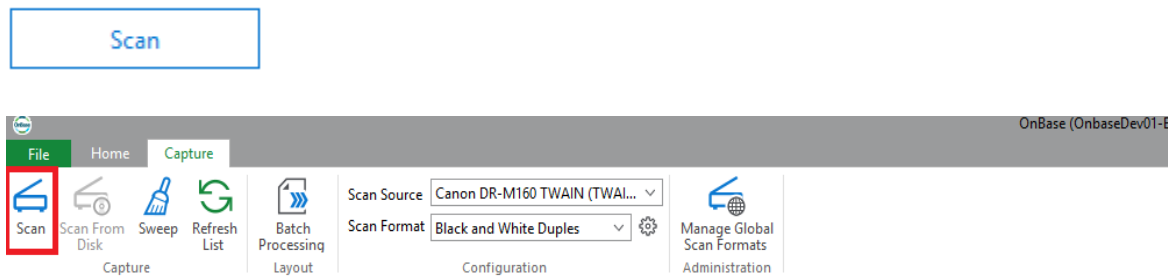 Scan
OnBase (OnbaseDev01-E
File Home Capture
Scan Source Canon DR-M160 TWAIN (TWAI...
Scan Format Black and White Duples
Scan Scan From Disk Sweep Refresh List Batch Processing Manage Global Scan Formats
Capture Layout Configuration Administration